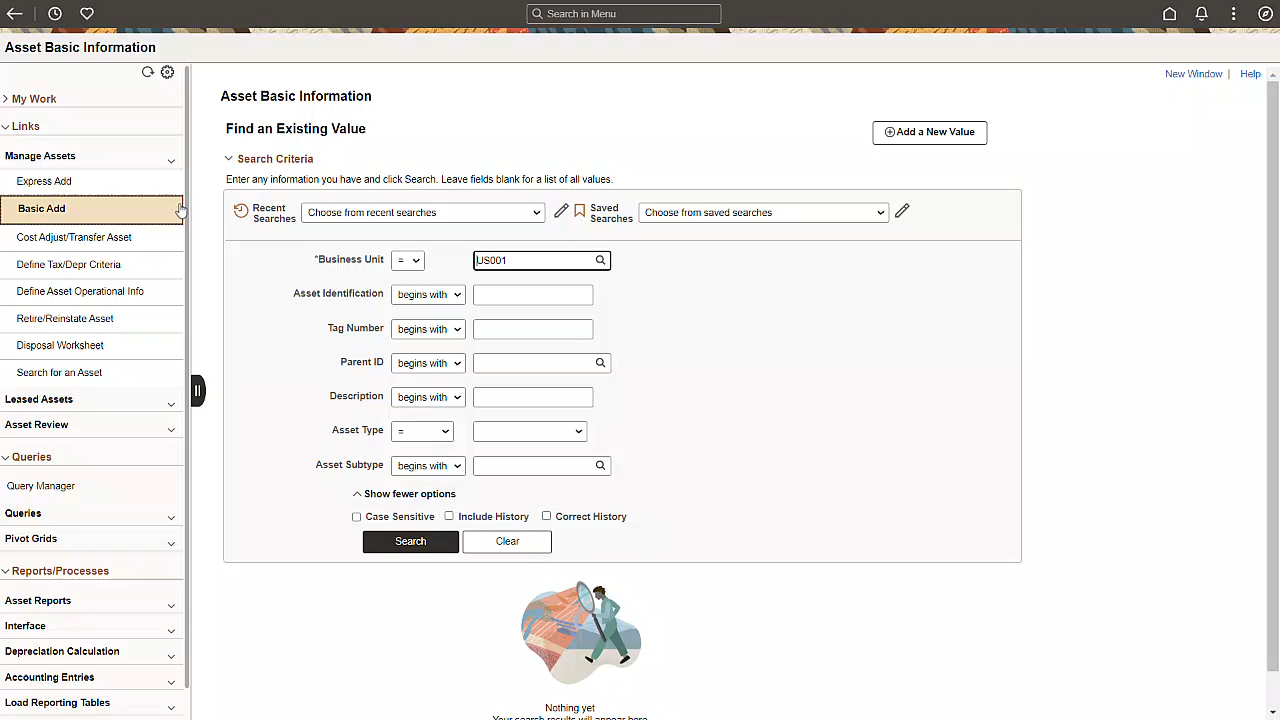 Search in Menu
Asset Basic Information
New Window | Help
My Work
Links
Manage Assets
Express Add
Basic Add
Cost Adjust/Transfer Asset
Define Tax/Depr Criteria
Define Asset Operational Info
Retire/Reinstate Asset
Disposal Worksheet
Search for an Asset
Leased Assets
Asset Review
Queries
Query Manager
Queries
Pivot Grids
Reports/Processes
Asset Reports
Interface
Depreciation Calculation
Accounting Entries
Load Reporting Tables
Asset Basic Information
Find an Existing Value
Add a New Value
Search Criteria
Enter any information you have and click Search. Leave fields blank for a list of all values.
Recent Searches
Choose from recent searches
Saved Searches
Choose from saved searches
*Business Unit = US001
Asset Identification begins with
Tag Number begins with
Parent ID begins with
Description begins with
Asset Type =
Asset Subtype begins with
Show fewer options
Case Sensitive Include History Correct History
Search Clear
Nothing yet
Your search results will appear here